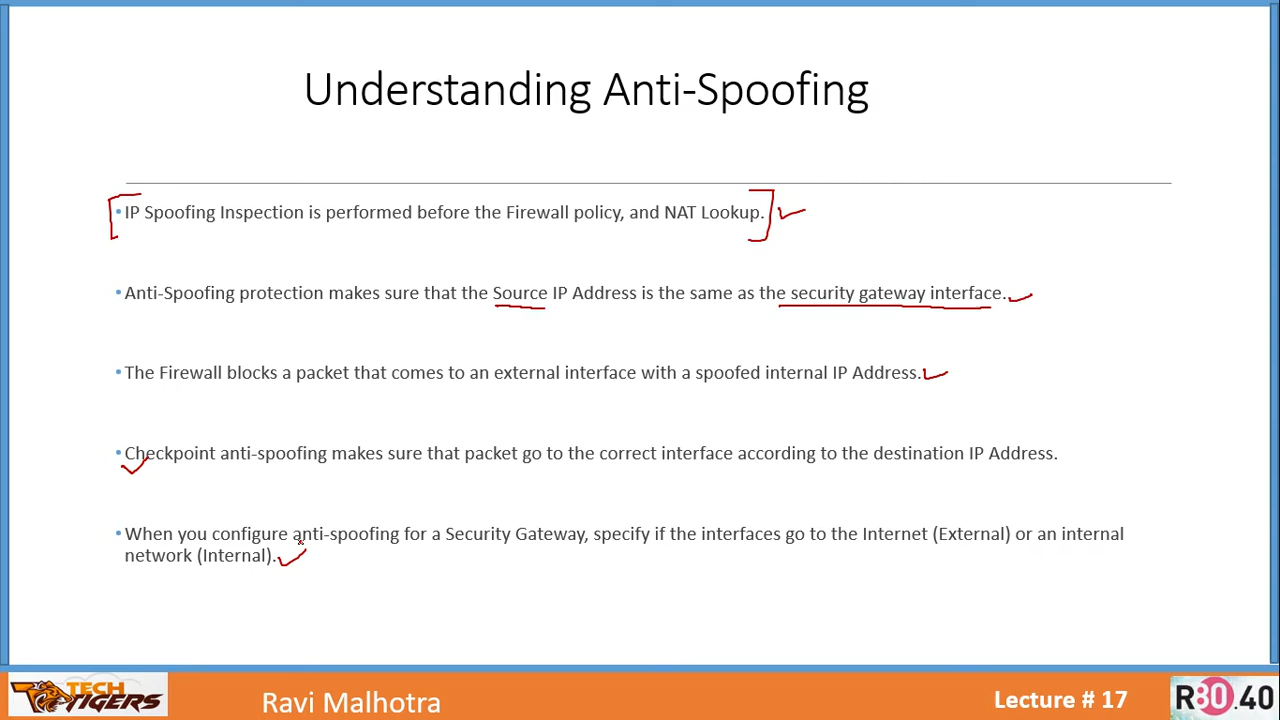 Understanding Anti-Spoofing
•IP Spoofing Inspection is performed before the Firewall policy, and NAT Lookup.
•Anti-Spoofing protection makes sure that the Source IP Address is the same as the security gateway interface.
•The Firewall blocks a packet that comes to an external interface with a spoofed internal IP Address.
•Checkpoint anti-spoofing makes sure that packet go to the correct interface according to the destination IP Address.
•When you configure anti-spoofing for a Security Gateway, specify if the interfaces go to the Internet (External) or an internal
network (Internal).
TECH
TIGERS
Ravi Malhotra
Lecture # 17
R80.40